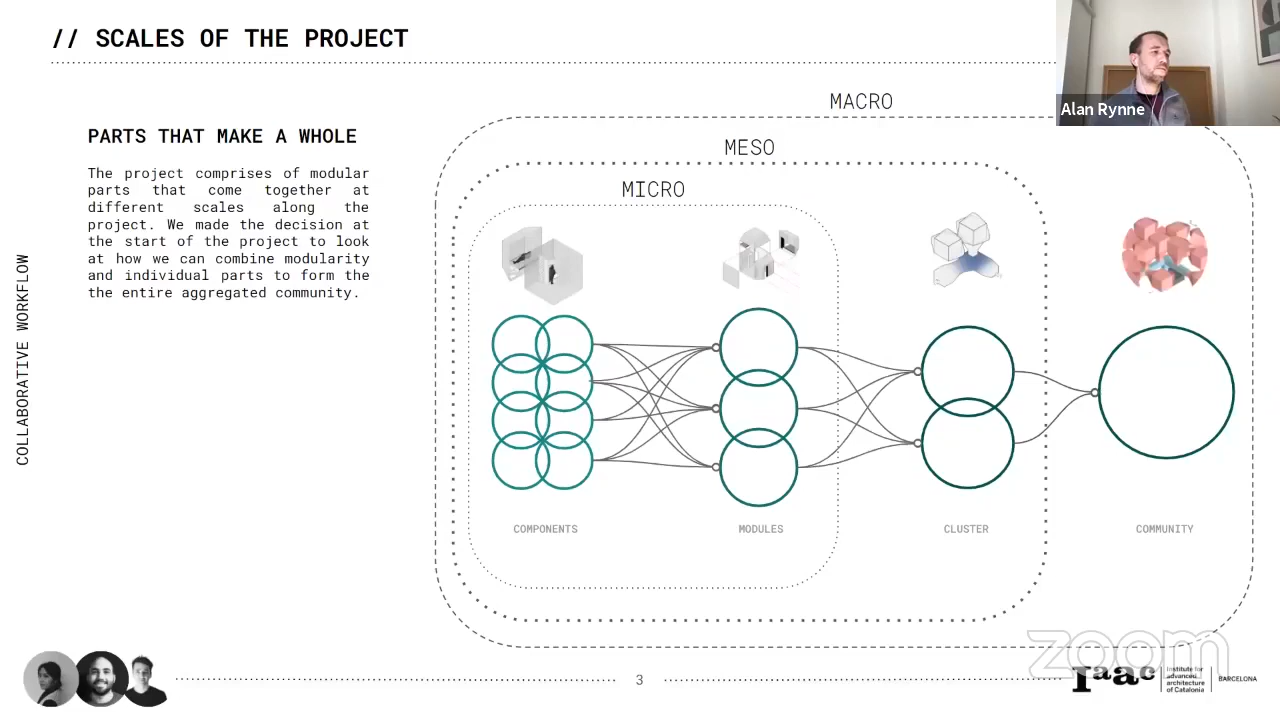 // SCALES OF THE PROJECT
Alan Rynne
MACRO
MESO
MICRO
PARTS THAT MAKE A WHOLE
The project comprises of modular
parts that come together at
different scales along the
project. We made the decision at
the start of the project to look
at how we can combine modularity
and individual parts to form the
the entire aggregated community.
COLLABORATIVE WORKFLOW
COMPONENTS
MODULES
CLUSTER
COMMUNITY
3
zoom
Iaac
Institute for
advanced
architecture
of Catalonia
BARCELONA